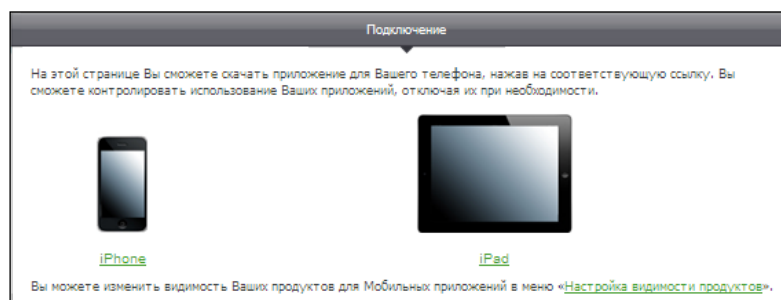 Подключение
На этой странице Вы сможете скачать приложение для Вашего телефона, нажав на соответствующую ссылку. Вы
сможете контролировать использование Ваших приложений, отключая их при необходимости.
iPhone iPad
Вы можете изменить видимость Ваших продуктов для Мобильных приложений в меню «Настройка видимости продуктов».